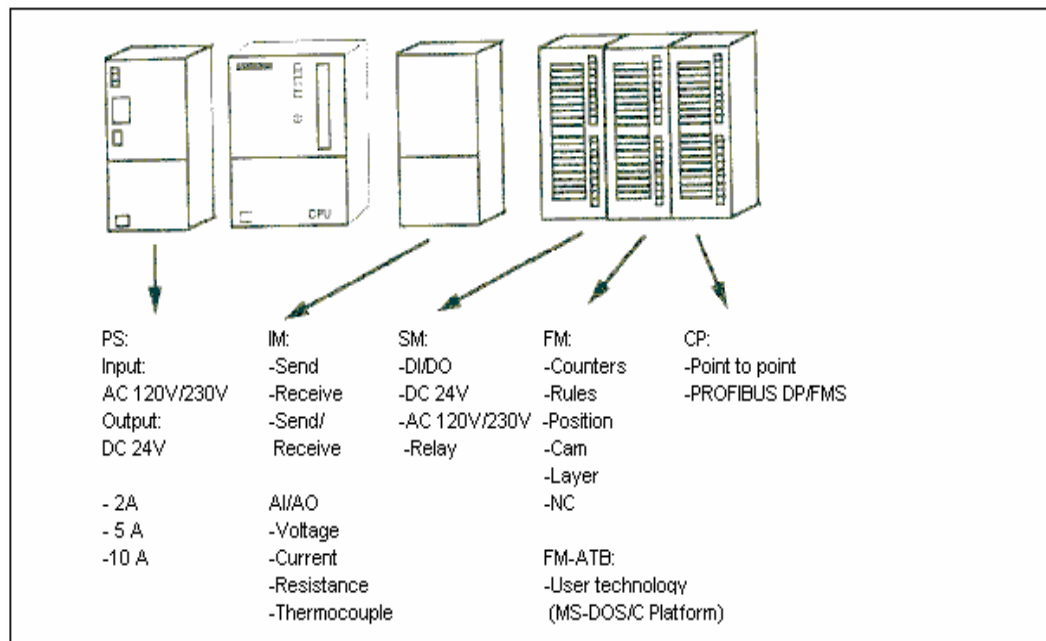 CPU
PS:
Input:
AC 120V/230V
Output:
DC 24V
- 2A
- 5 A
-10 A
IM:
-Send
-Receive
-Send/
Receive
AI/AO
-Voltage
-Current
-Resistance
-Thermocouple
SM:
-DI/DO
-DC 24V
-AC 120V/230V
-Relay
FM:
-Counters
-Rules
-Position
-Cam
-Layer
-NC
FM-ATB:
-User technology
(MS-DOS/C Platform)
CP:
-Point to point
-PROFIBUS DP/FMS